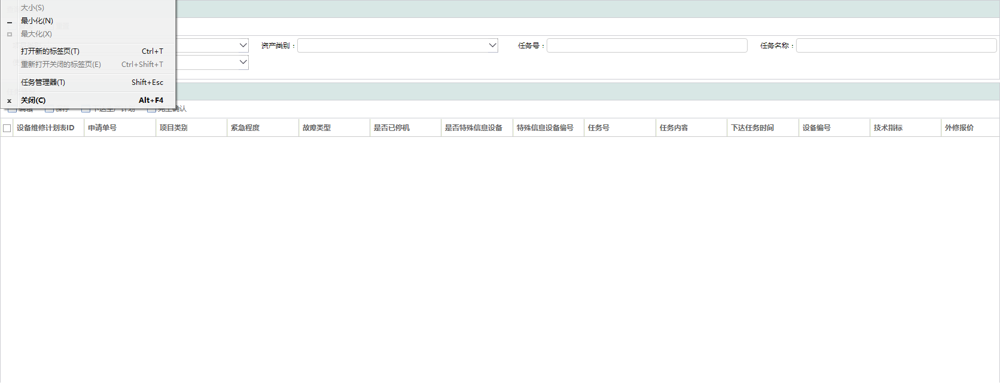 大小(S)
最小化(N)
最大化(X)
打开新的标签页(T) Ctrl+T
重新打开关闭的标签页(E) Ctrl+Shift+T
任务管理器(T) Shift+Esc
关闭(C) Alt+F4
资产类别： 任务号： 任务名称：
编辑 保存 下达生产计划 完工确认
设备维修计划表ID 申请单号 项目类别 紧急程度 故障类型 是否已停机 是否特殊信息设备 特殊信息设备编号 任务号 任务内容 下达任务时间 设备编号 技术指标 外修报价